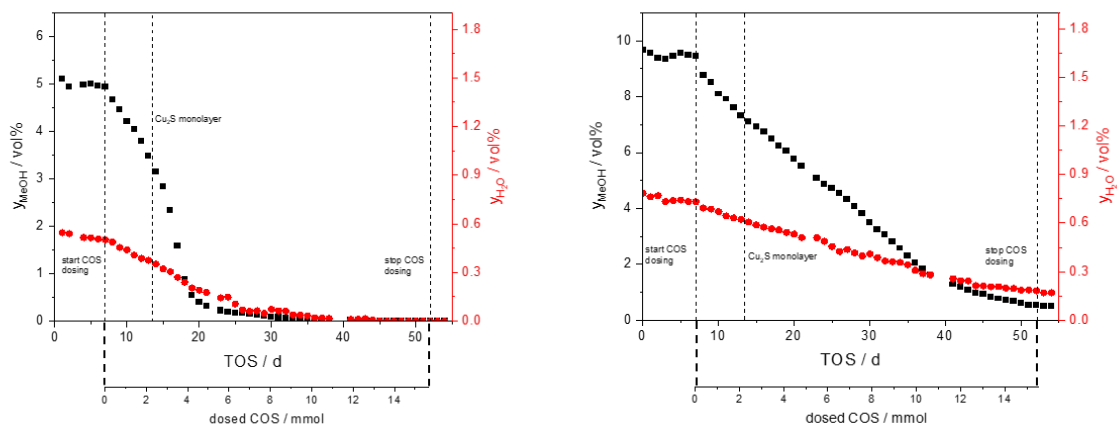 6
5
4
3
2
1
0
y_MeOH / vol%
1.8
1.5
1.2
0.9
0.6
0.3
0.0
y_H₂O / vol%
Cu₂S monolayer
start COS
dosing
stop COS
dosing
0 10 20 30 40 50
TOS / d
0 2 4 6 8 10 12 14
dosed COS / mmol
10
8
6
4
2
0
y_MeOH / vol%
1.8
1.5
1.2
0.9
0.6
0.3
0.0
y_H₂O / vol%
start COS
dosing
Cu₂S monolayer
stop COS
dosing
0 10 20 30 40 50
TOS / d
0 2 4 6 8 10 12 14
dosed COS / mmol